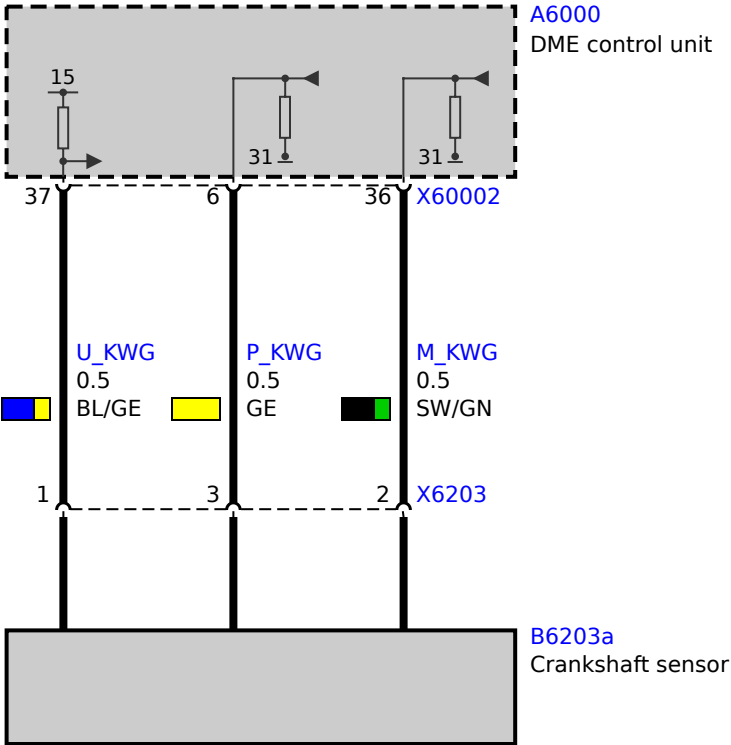 A6000
DME control unit
15
31
31
37
6
36
X60002
U_KWG
0.5
BL/GE
P_KWG
0.5
GE
M_KWG
0.5
SW/GN
1
3
2
X6203
B6203a
Crankshaft sensor